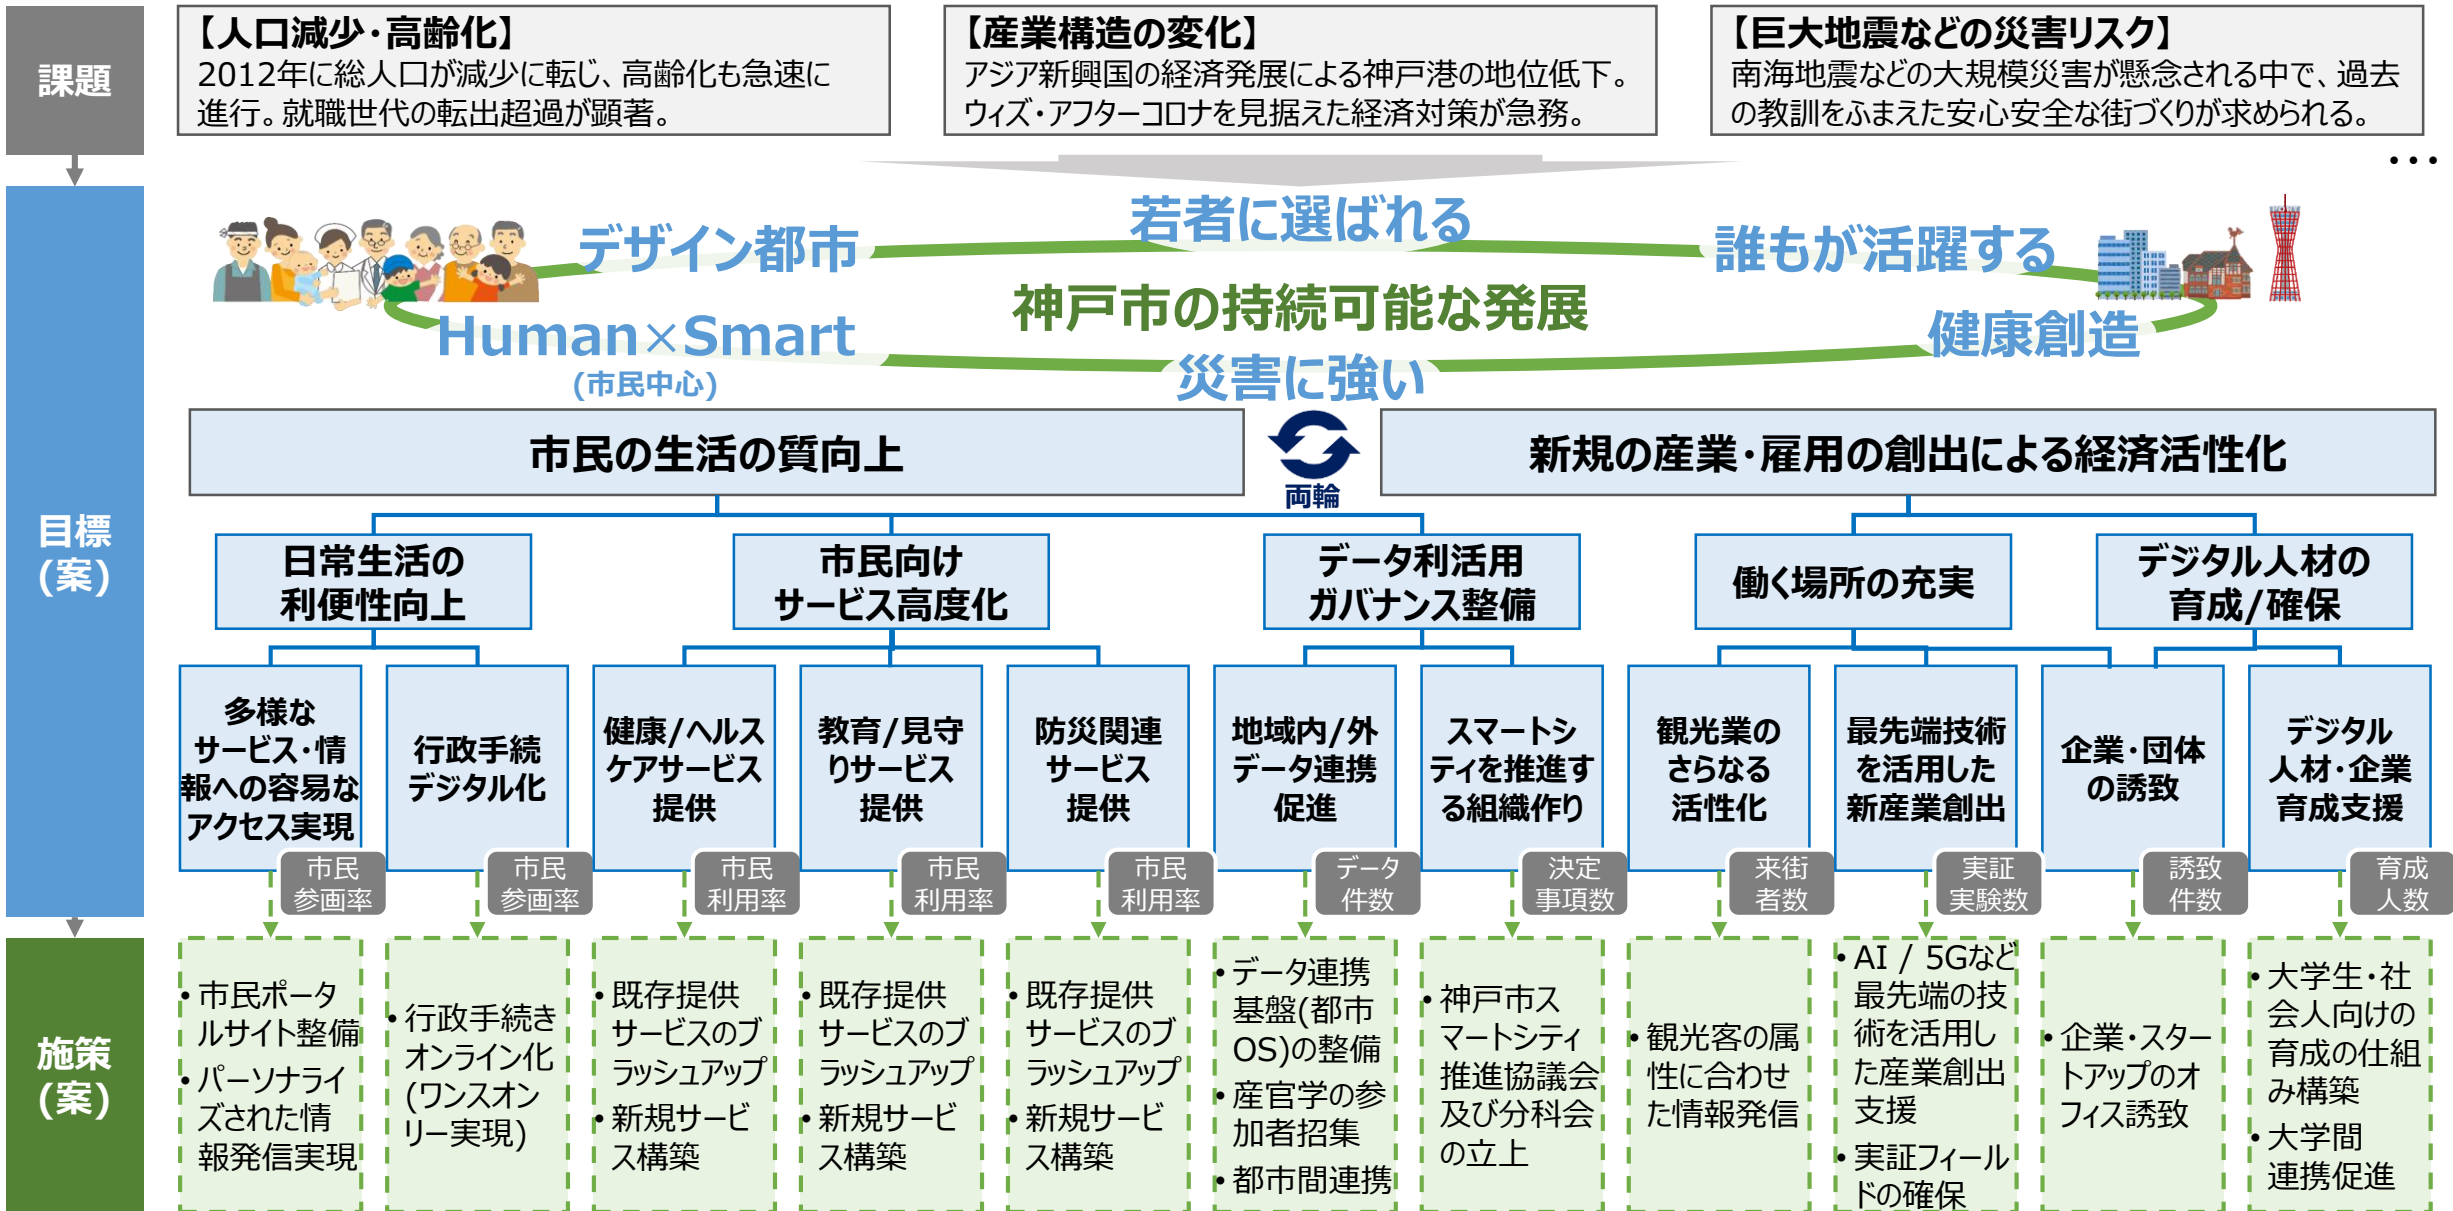 課題
【人口減少・高齢化】
2012年に総人口が減少に転じ、高齢化も急速に
進行。就職世代の転出超過が顕著。
【産業構造の変化】
アジア新興国の経済発展による神戸港の地位低下。
ウィズ・アフターコロナを見据えた経済対策が急務。
【巨大地震などの災害リスク】
南海地震などの大規模災害が懸念される中で、過去
の教訓をふまえた安心安全な街づくりが求められる。
・・・
目標
(案)
デザイン都市
若者に選ばれる
誰もが活躍する
神戸市の持続可能な発展
Human×Smart
(市民中心)
災害に強い
健康創造
市民の生活の質向上
両輪
新規の産業・雇用の創出による経済活性化
日常生活の
利便性向上
市民向け
サービス高度化
データ利活用
ガバナンス整備
働く場所の充実
デジタル人材の
育成/確保
多様な
サービス・情
報への容易な
アクセス実現
市民
参画率
行政手続
デジタル化
市民
参画率
健康/ヘルス
ケアサービス
提供
市民
利用率
教育/見守
りサービス
提供
市民
利用率
防災関連
サービス
提供
市民
利用率
地域内/外
データ連携
促進
データ
件数
スマートシ
ティを推進す
る組織作り
決定
事項数
観光業の
さらなる
活性化
来街
者数
最先端技術
を活用した
新産業創出
実証
実験数
企業・団体
の誘致
誘致
件数
デジタル
人材・企業
育成支援
育成
人数
施策
(案)
・市民ポータ
ルサイト整備
・パーソナライ
ズされた情
報発信実現
・行政手続き
オンライン化
(ワンスオン
リー実現)
・既存提供
サービスのブ
ラッシュアップ
・新規サービ
ス構築
・既存提供
サービスのブ
ラッシュアップ
・新規サービ
ス構築
・既存提供
サービスのブ
ラッシュアップ
・新規サービ
ス構築
・データ連携
基盤(都市
OS)の整備
・産官学の参
加者招集
・都市間連携
・神戸市ス
マートシティ
推進協議会
及び分科会
の立上
・観光客の属
性に合わせ
た情報発信
・AI / 5Gなど
最先端の技
術を活用し
た産業創出
支援
・実証フィール
ドの確保
・企業・スター
トアップのオ
フィス誘致
・大学生・社
会人向けの
育成の仕組
み構築
・大学間
連携促進